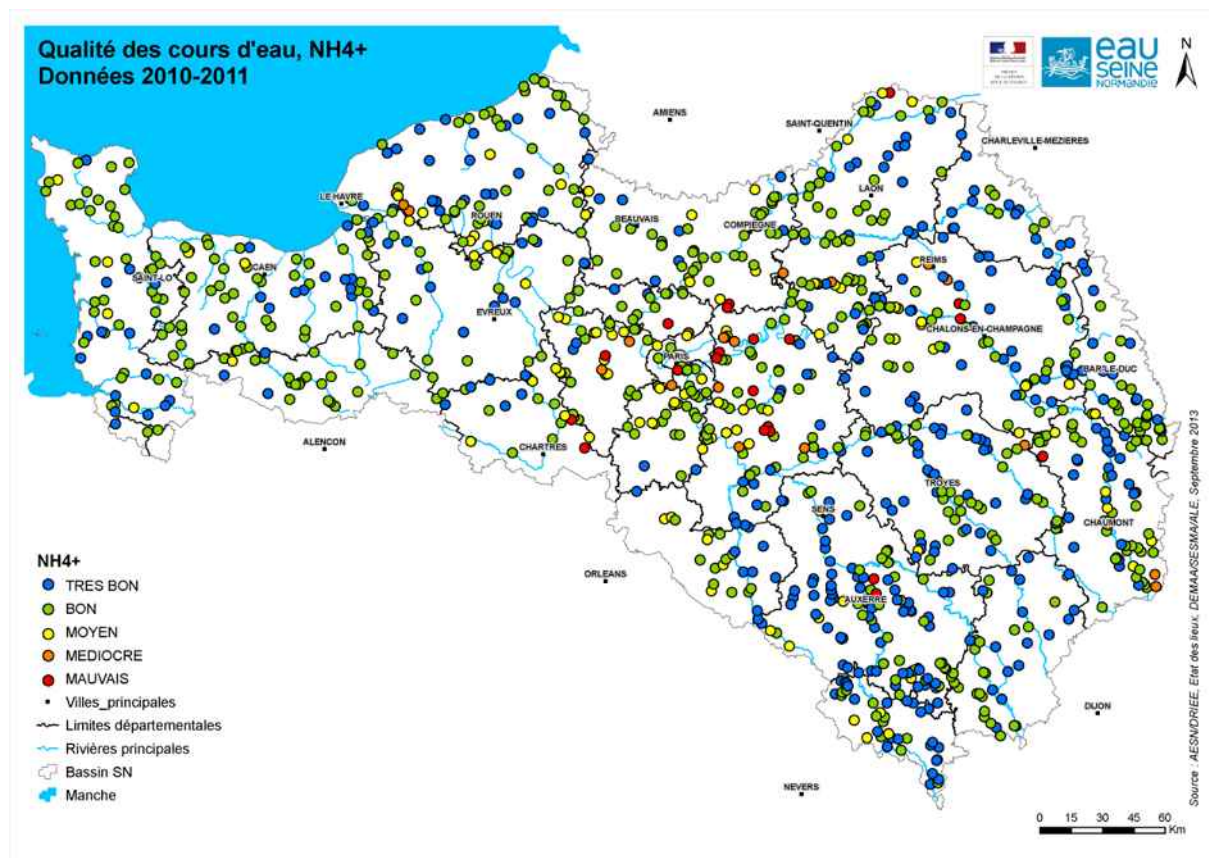 Qualité des cours d'eau, NH4+
Données 2010-2011
eau
SEINE
NORMANDIE
N
AMIENS
SAINT-QUENTIN
CHARLEVILLE-MEZIERES
LAON
LE HAVRE
ROUEN
BEAUVAIS
COMPIEGNE
REIMS
SAINT-LO
CAEN
EVREUX
CHALONS-EN-CHAMPAGNE
PARIS
BAR-LE-DUC
ALENCON
CHARTRES
TROYES
SENS
CHAUMONT
ORLEANS
AUXERRE
DIJON
NEVERS
NH4+
TRES BON
BON
MOYEN
MEDIOCRE
MAUVAIS
Villes_principales
Limites départementales
Rivières principales
Bassin SN
Manche
Source : AESN/DRIEE, Etat des lieux, DEMAA/SESMA/ALE, Septembre 2013
0 15 30 45 60
Km